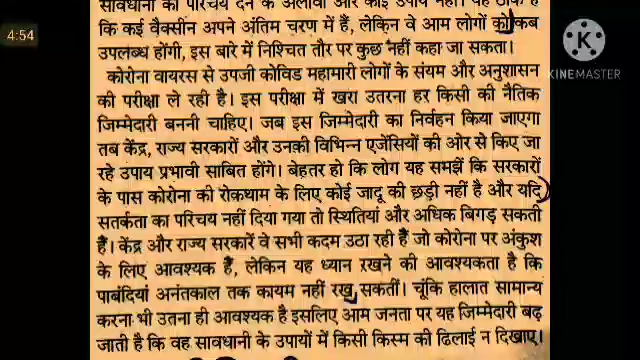 4:54
सावधानी का परिचय देने के अलावा और कोई उपाय नहीं। यह ठीक है
कि कई वैक्सीन अपने अंतिम चरण में हैं, लेकिन वे आम लोगों को कब
उपलब्ध होंगी, इस बारे में निश्चित तौर पर कुछ नहीं कहा जा सकता।
KINEMASTER
कोरोना वायरस से उपजी कोविड महामारी लोगों के संयम और अनुशासन
की परीक्षा ले रही है। इस परीक्षा में खरा उतरना हर किसी की नैतिक
जिम्मेदारी बननी चाहिए। जब इस जिम्मेदारी का निर्वहन किया जाएगा
तब केंद्र, राज्य सरकारों और उनकी विभिन्न एजेंसियों की ओर से किए जा
रहे उपाय प्रभावी साबित होंगे। बेहतर हो कि लोग यह समझें कि सरकारों
के पास कोरोना की रोकथाम के लिए कोई जादू की छड़ी नहीं है और यदि
सतर्कता का परिचय नहीं दिया गया तो स्थितियां और अधिक बिगड़ सकती
हैं। केंद्र और राज्य सरकारें वे सभी कदम उठा रही हैं जो कोरोना पर अंकुश
के लिए आवश्यक हैं, लेकिन यह ध्यान रखने की आवश्यकता है कि
पाबंदियां अनंतकाल तक कायम नहीं रख सकतीं। चूंकि हालात सामान्य
करना भी उतना ही आवश्यक है इसलिए आम जनता पर यह जिम्मेदारी बढ़
जाती है कि वह सावधानी के उपायों में किसी किस्म की ढिलाई न दिखाए।